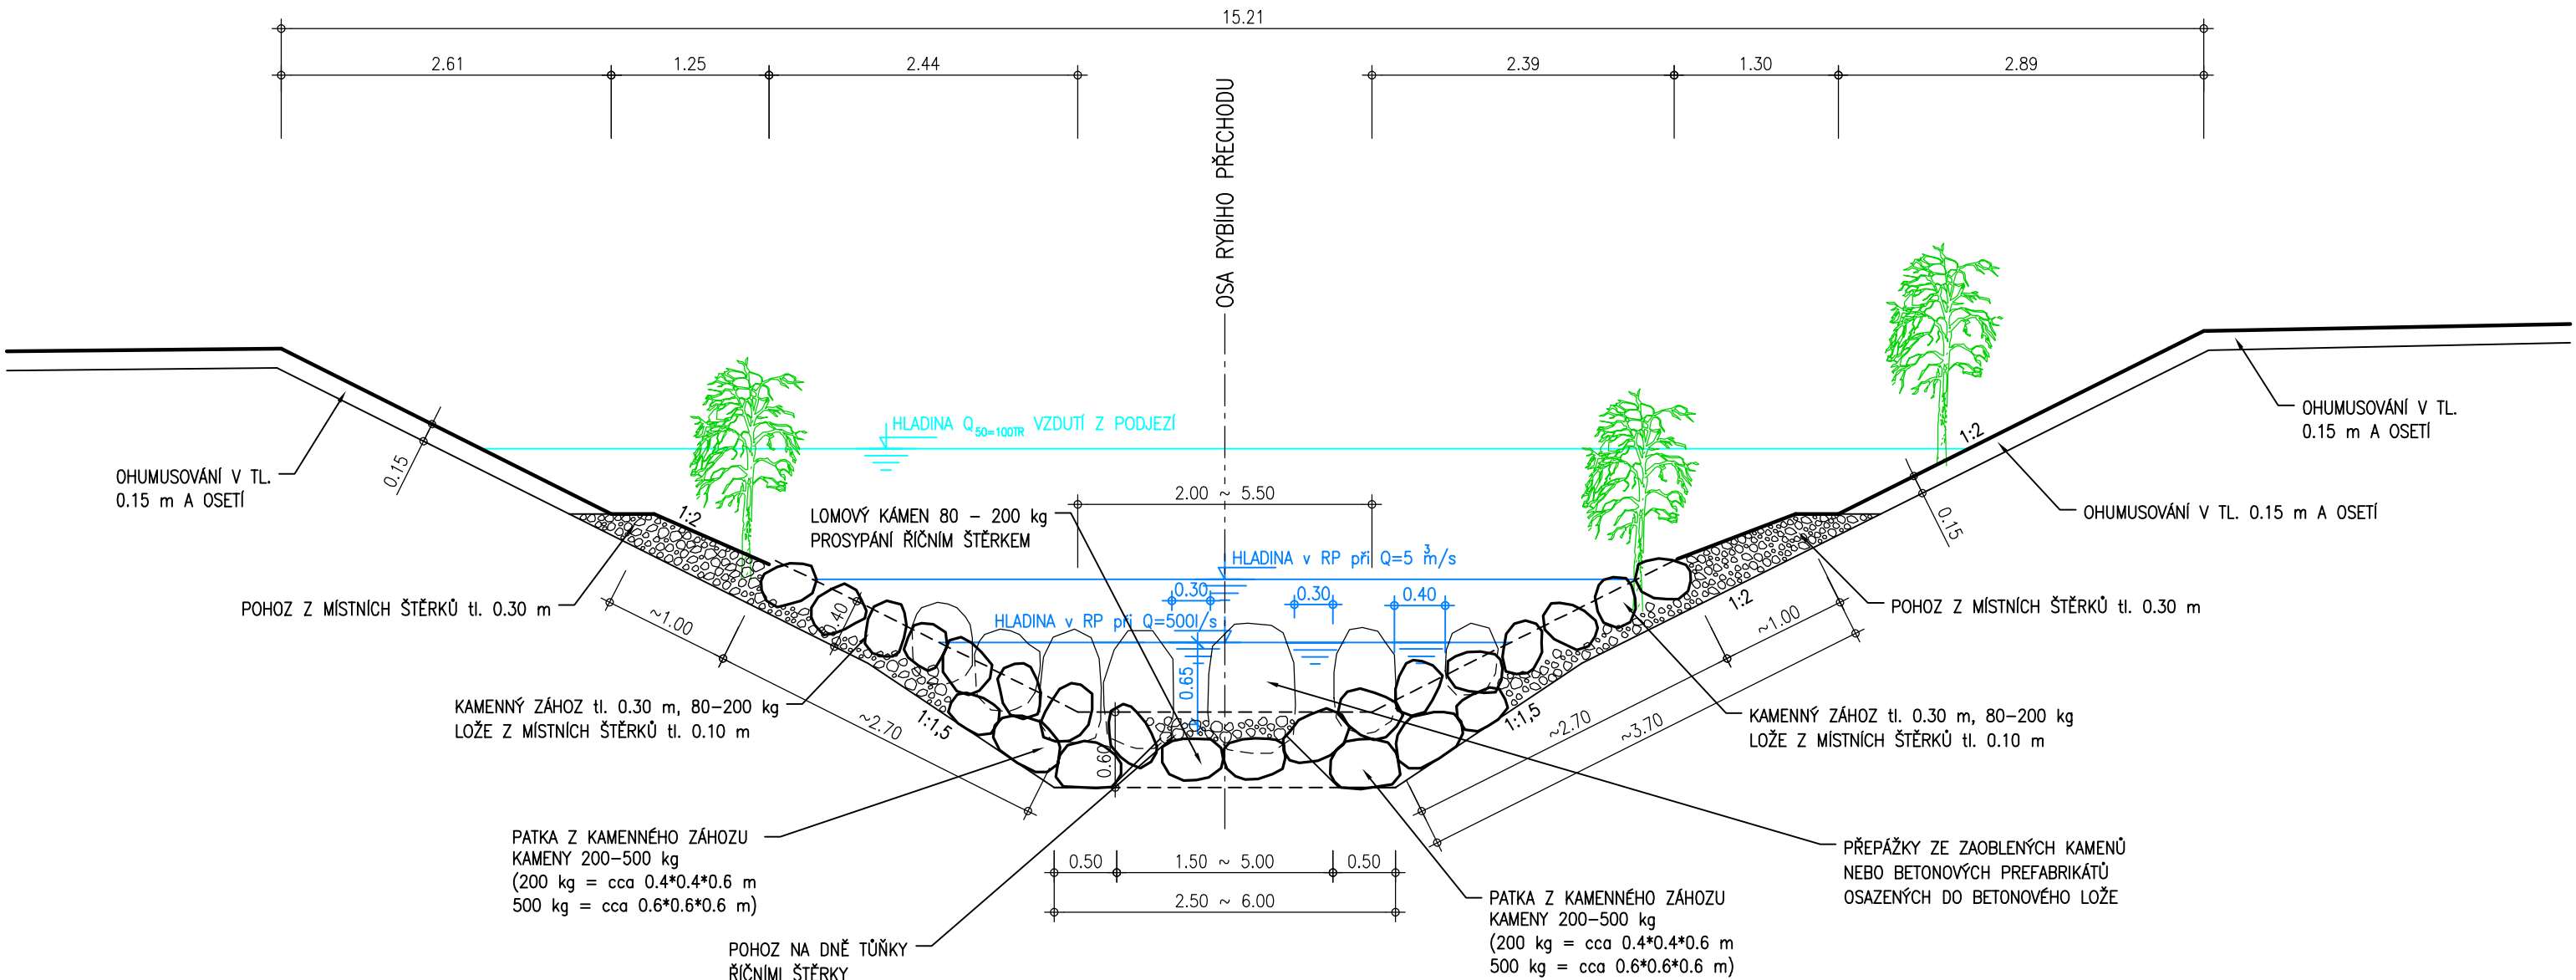 15.21
2.61
1.25
2.44
2.39
1.30
2.89
OSA RYBÍHO PŘECHODU
HLADINA Q50=100TR VZDUTÍ Z PODJEZÍ
OHUMUSOVÁNÍ V TL.
0.15 m A OSETÍ
0.15
1:2
1:2
OHUMUSOVÁNÍ V TL.
0.15 m A OSETÍ
OHUMUSOVÁNÍ V TL. 0.15 m A OSETÍ
0.15
2.00 ~ 5.50
LOMOVÝ KÁMEN 80 – 200 kg
PROSYPÁNÍ ŘÍČNÍM ŠTĚRKEM
HLADINA v RP při Q=5 m³/s
0.30
0.30
0.40
HLADINA v RP při Q=500l/s
0.65
POHOZ Z MÍSTNÍCH ŠTĚRKŮ tl. 0.30 m
~1.00
0.40
1:2
~1.00
POHOZ Z MÍSTNÍCH ŠTĚRKŮ tl. 0.30 m
KAMENNÝ ZÁHOZ tl. 0.30 m, 80–200 kg
LOŽE Z MÍSTNÍCH ŠTĚRKŮ tl. 0.10 m
~2.70
1:1,5
0.60
1:1,5
~2.70
~3.70
KAMENNÝ ZÁHOZ tl. 0.30 m, 80–200 kg
LOŽE Z MÍSTNÍCH ŠTĚRKŮ tl. 0.10 m
PATKA Z KAMENNÉHO ZÁHOZU
KAMENY 200–500 kg
(200 kg = cca 0.4*0.4*0.6 m
500 kg = cca 0.6*0.6*0.6 m)
0.50
1.50 ~ 5.00
0.50
2.50 ~ 6.00
PŘEPÁŽKY ZE ZAOBLENÝCH KAMENŮ
NEBO BETONOVÝCH PREFABRIKÁTŮ
OSAZENÝCH DO BETONOVÉHO LOŽE
PATKA Z KAMENNÉHO ZÁHOZU
KAMENY 200–500 kg
(200 kg = cca 0.4*0.4*0.6 m
500 kg = cca 0.6*0.6*0.6 m)
POHOZ NA DNĚ TŮŇKY
ŘÍČNÍMI ŠTĚRKY